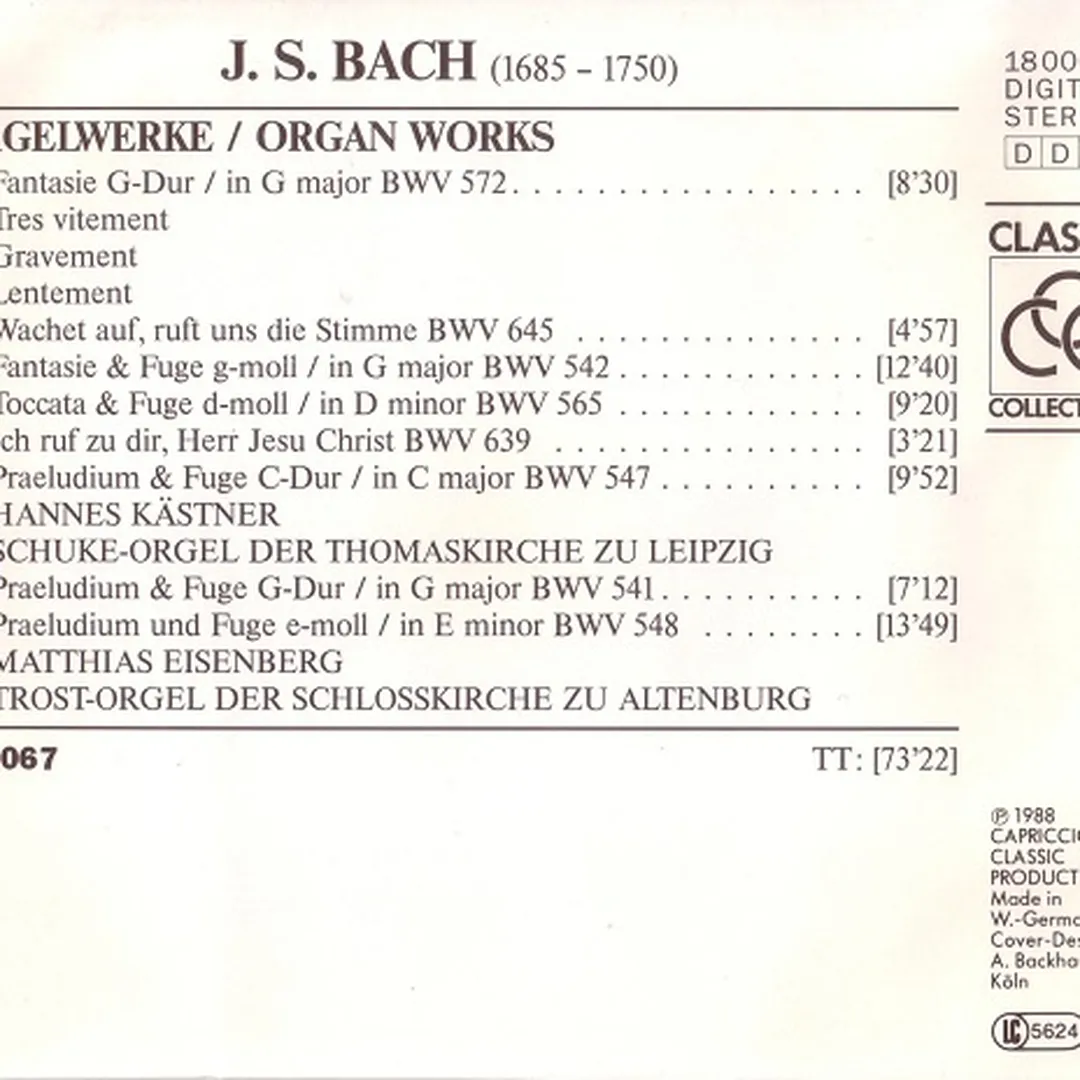 J. S. BACH (1685 – 1750)
GELWERKE / ORGAN WORKS
Fantasie G-Dur / in G major BWV 572. . . . . . . . . . . . . . . . . . [8’30]
Tres vitement
Gravement
Lentement
Wachet auf, ruft uns die Stimme BWV 645 . . . . . . . . . . . . . . [4’57]
Fantasie & Fuge g-moll / in G major BWV 542 . . . . . . . . . . . . [12’40]
Toccata & Fuge d-moll / in D minor BWV 565 . . . . . . . . . . . . [9’20]
ch ruf zu dir, Herr Jesu Christ BWV 639 . . . . . . . . . . . . . . . [3’21]
Praeludium & Fuge C-Dur / in C major BWV 547 . . . . . . . . . . [9’52]
HANNES KÄSTNER
SCHUKE-ORGEL DER THOMASKIRCHE ZU LEIPZIG
Praeludium & Fuge G-Dur / in G major BWV 541 . . . . . . . . . . [7’12]
Praeludium und Fuge e-moll / in E minor BWV 548 . . . . . . . . [13’49]
MATTHIAS EISENBERG
TROST-ORGEL DER SCHLOSSKIRCHE ZU ALTENBURG
067
TT: [73’22]
1800
DIGIT
STER
D D
CLAS
COLLECT
℗ 1988
CAPRICCI
CLASSIC
PRODUCT
Made in
W.-Germa
Cover-Des
A. Backha
Köln
LC 5624